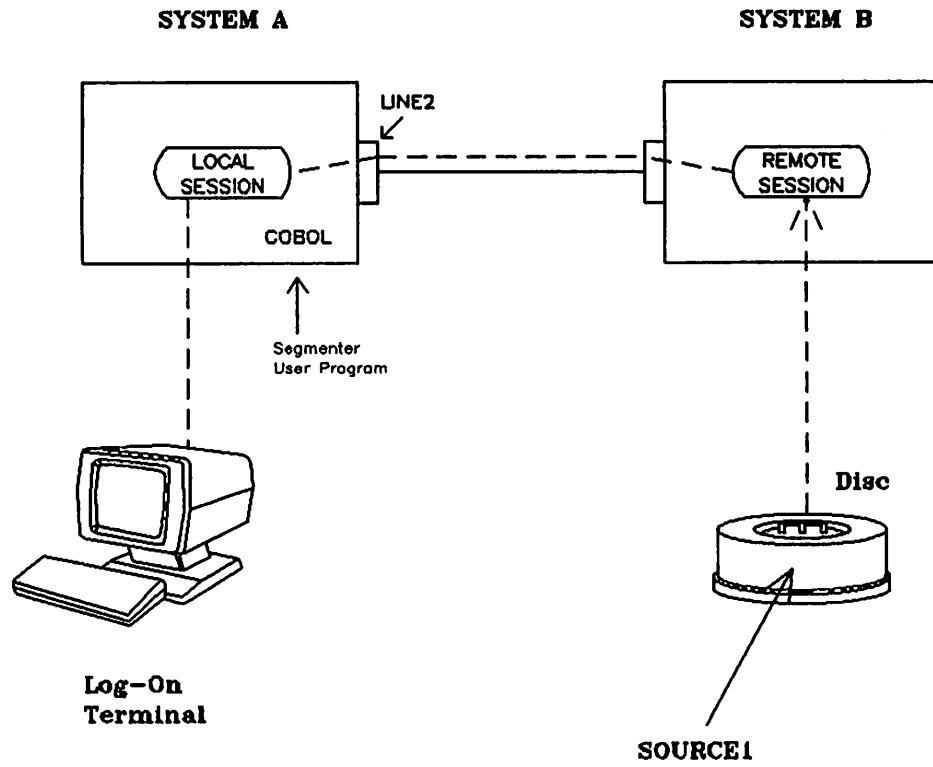 SYSTEM A
SYSTEM B
LINE2
LOCAL
SESSION
REMOTE
SESSION
COBOL
Segmenter
User Program
Disc
Log-On
Terminal
SOURCE1